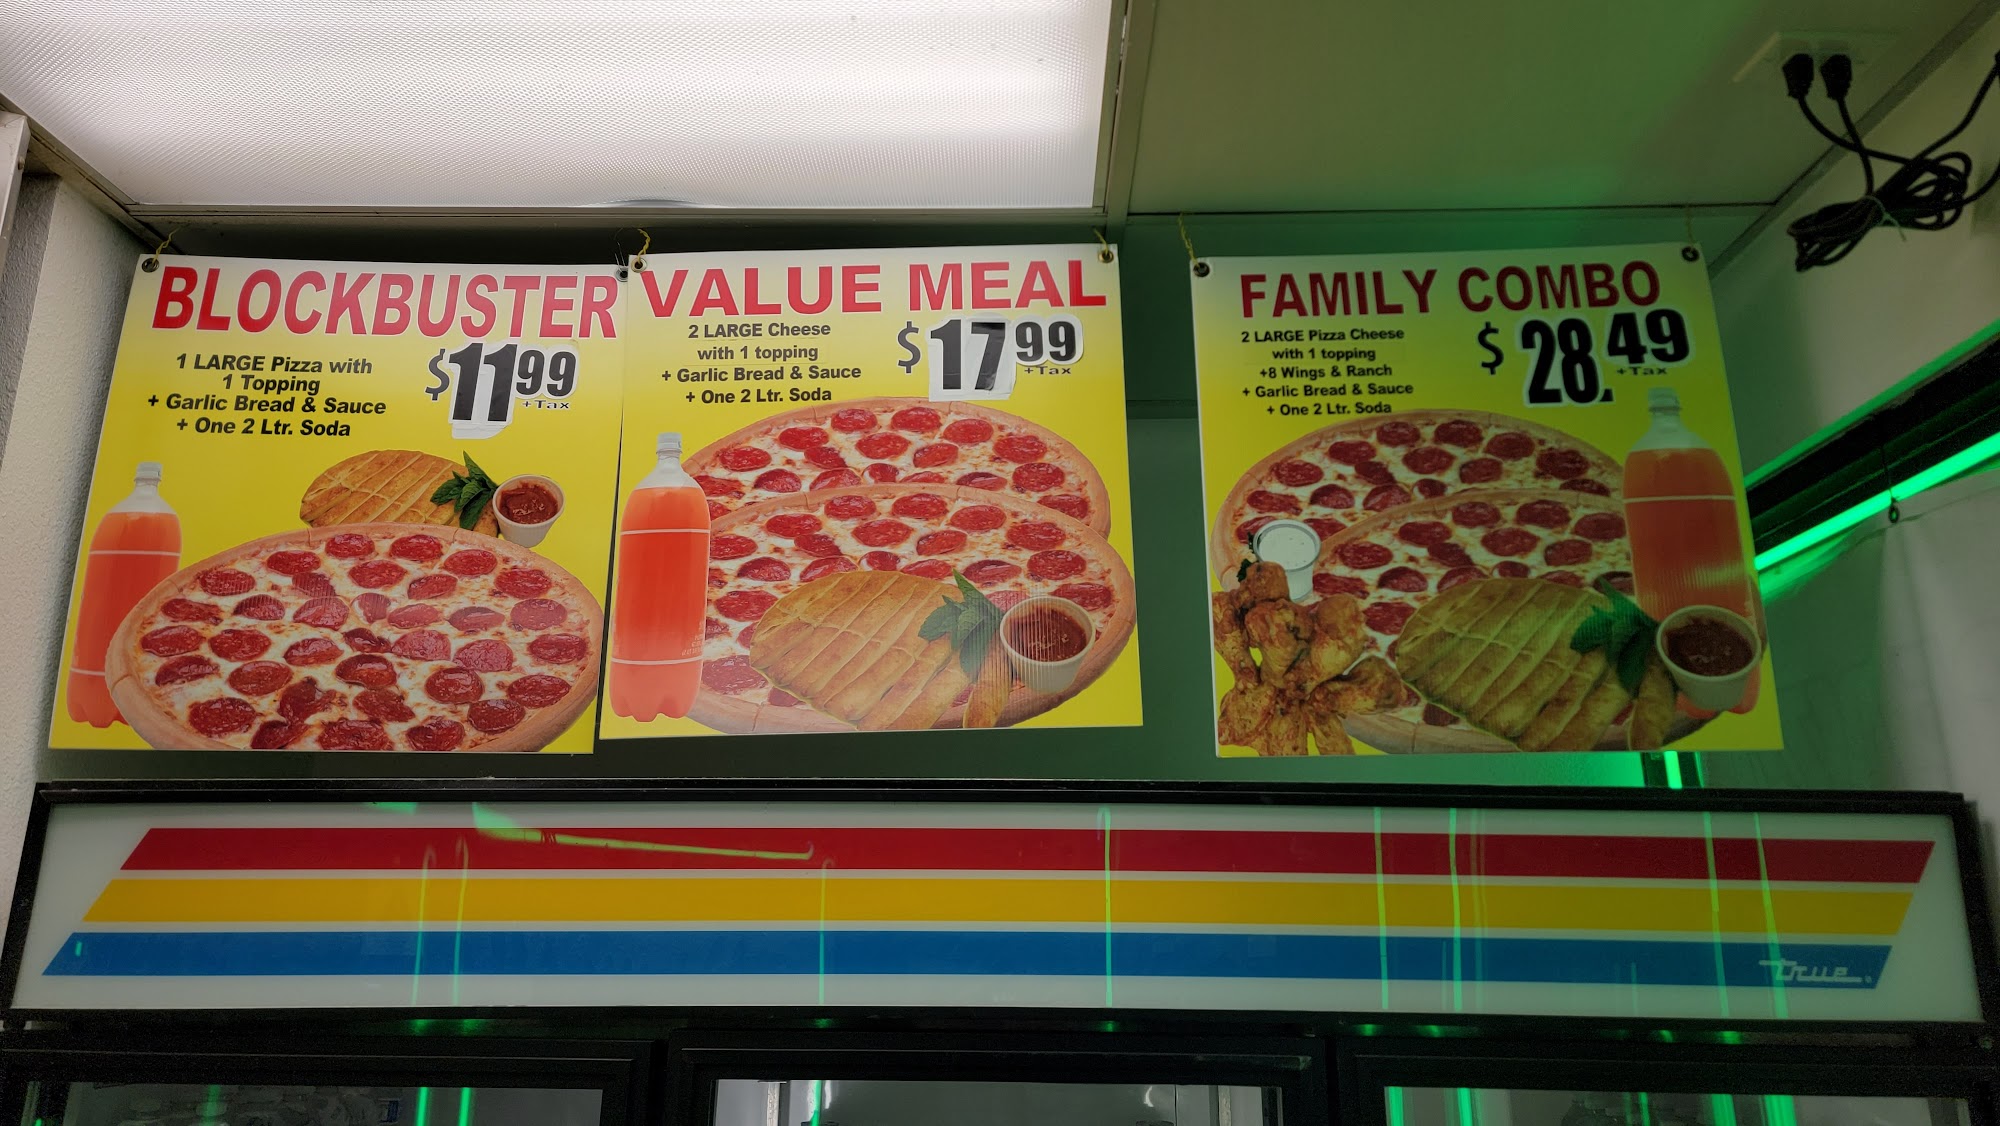 BLOCKBUSTER
1 LARGE Pizza with
1 Topping
+ Garlic Bread & Sauce
+ One 2 Ltr. Soda
$11 99
+Tax
VALUE MEAL
2 LARGE Cheese
with 1 topping
+ Garlic Bread & Sauce
+ One 2 Ltr. Soda
$17 99
+Tax
FAMILY COMBO
2 LARGE Pizza Cheese
with 1 topping
+8 Wings & Ranch
+ Garlic Bread & Sauce
+ One 2 Ltr. Soda
$28.49
+Tax
true